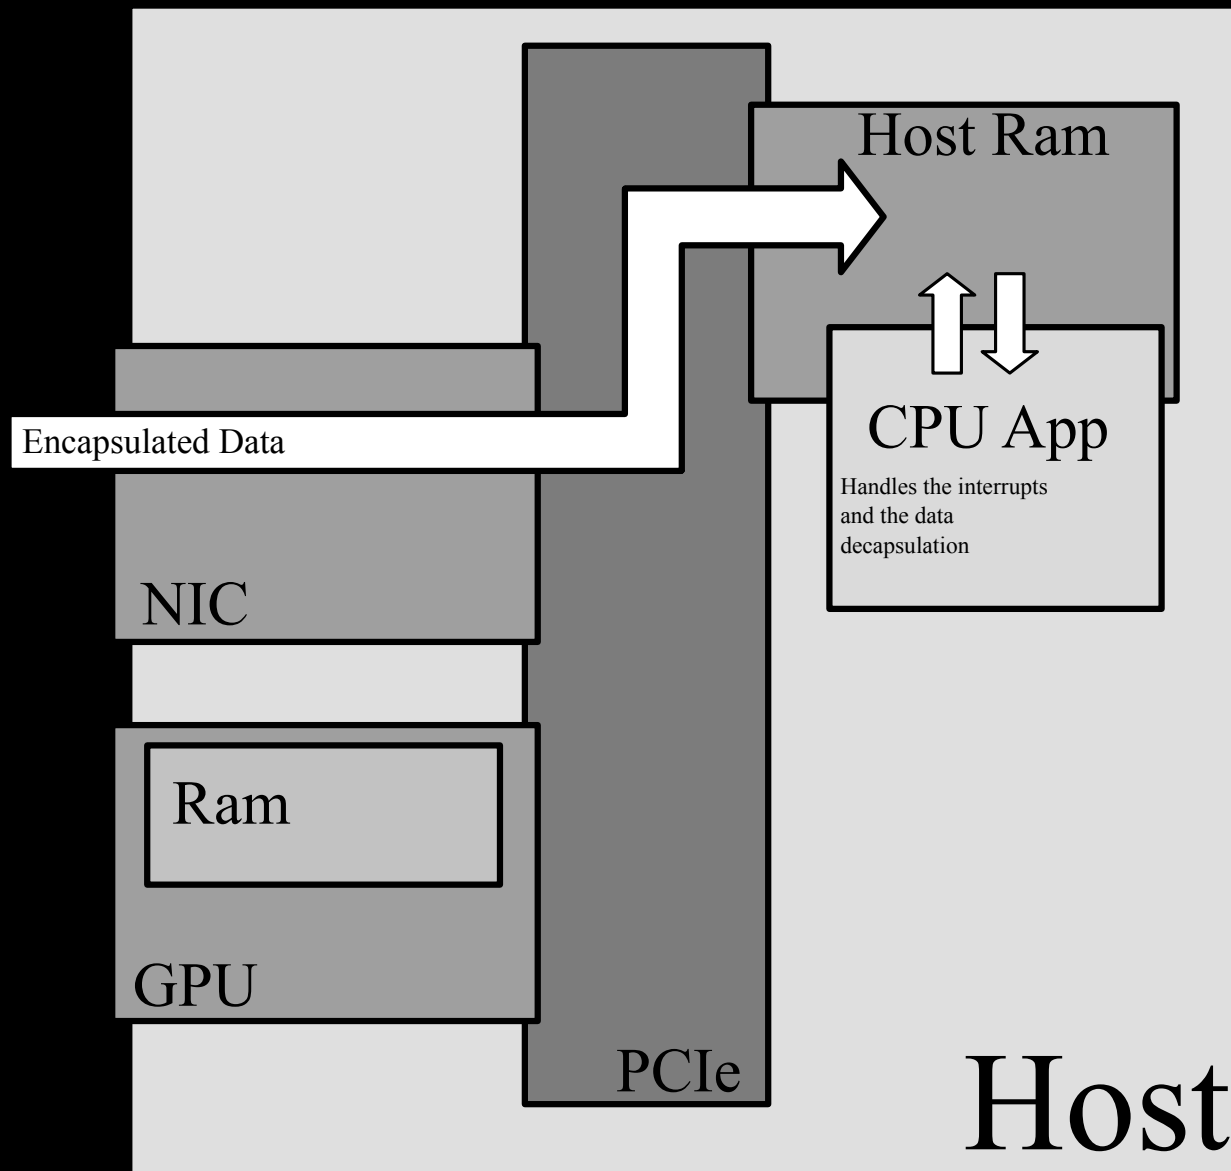 Host Ram
Encapsulated Data
CPU App
Handles the interrupts
and the data
decapsulation
NIC
Ram
GPU
PCIe
Host